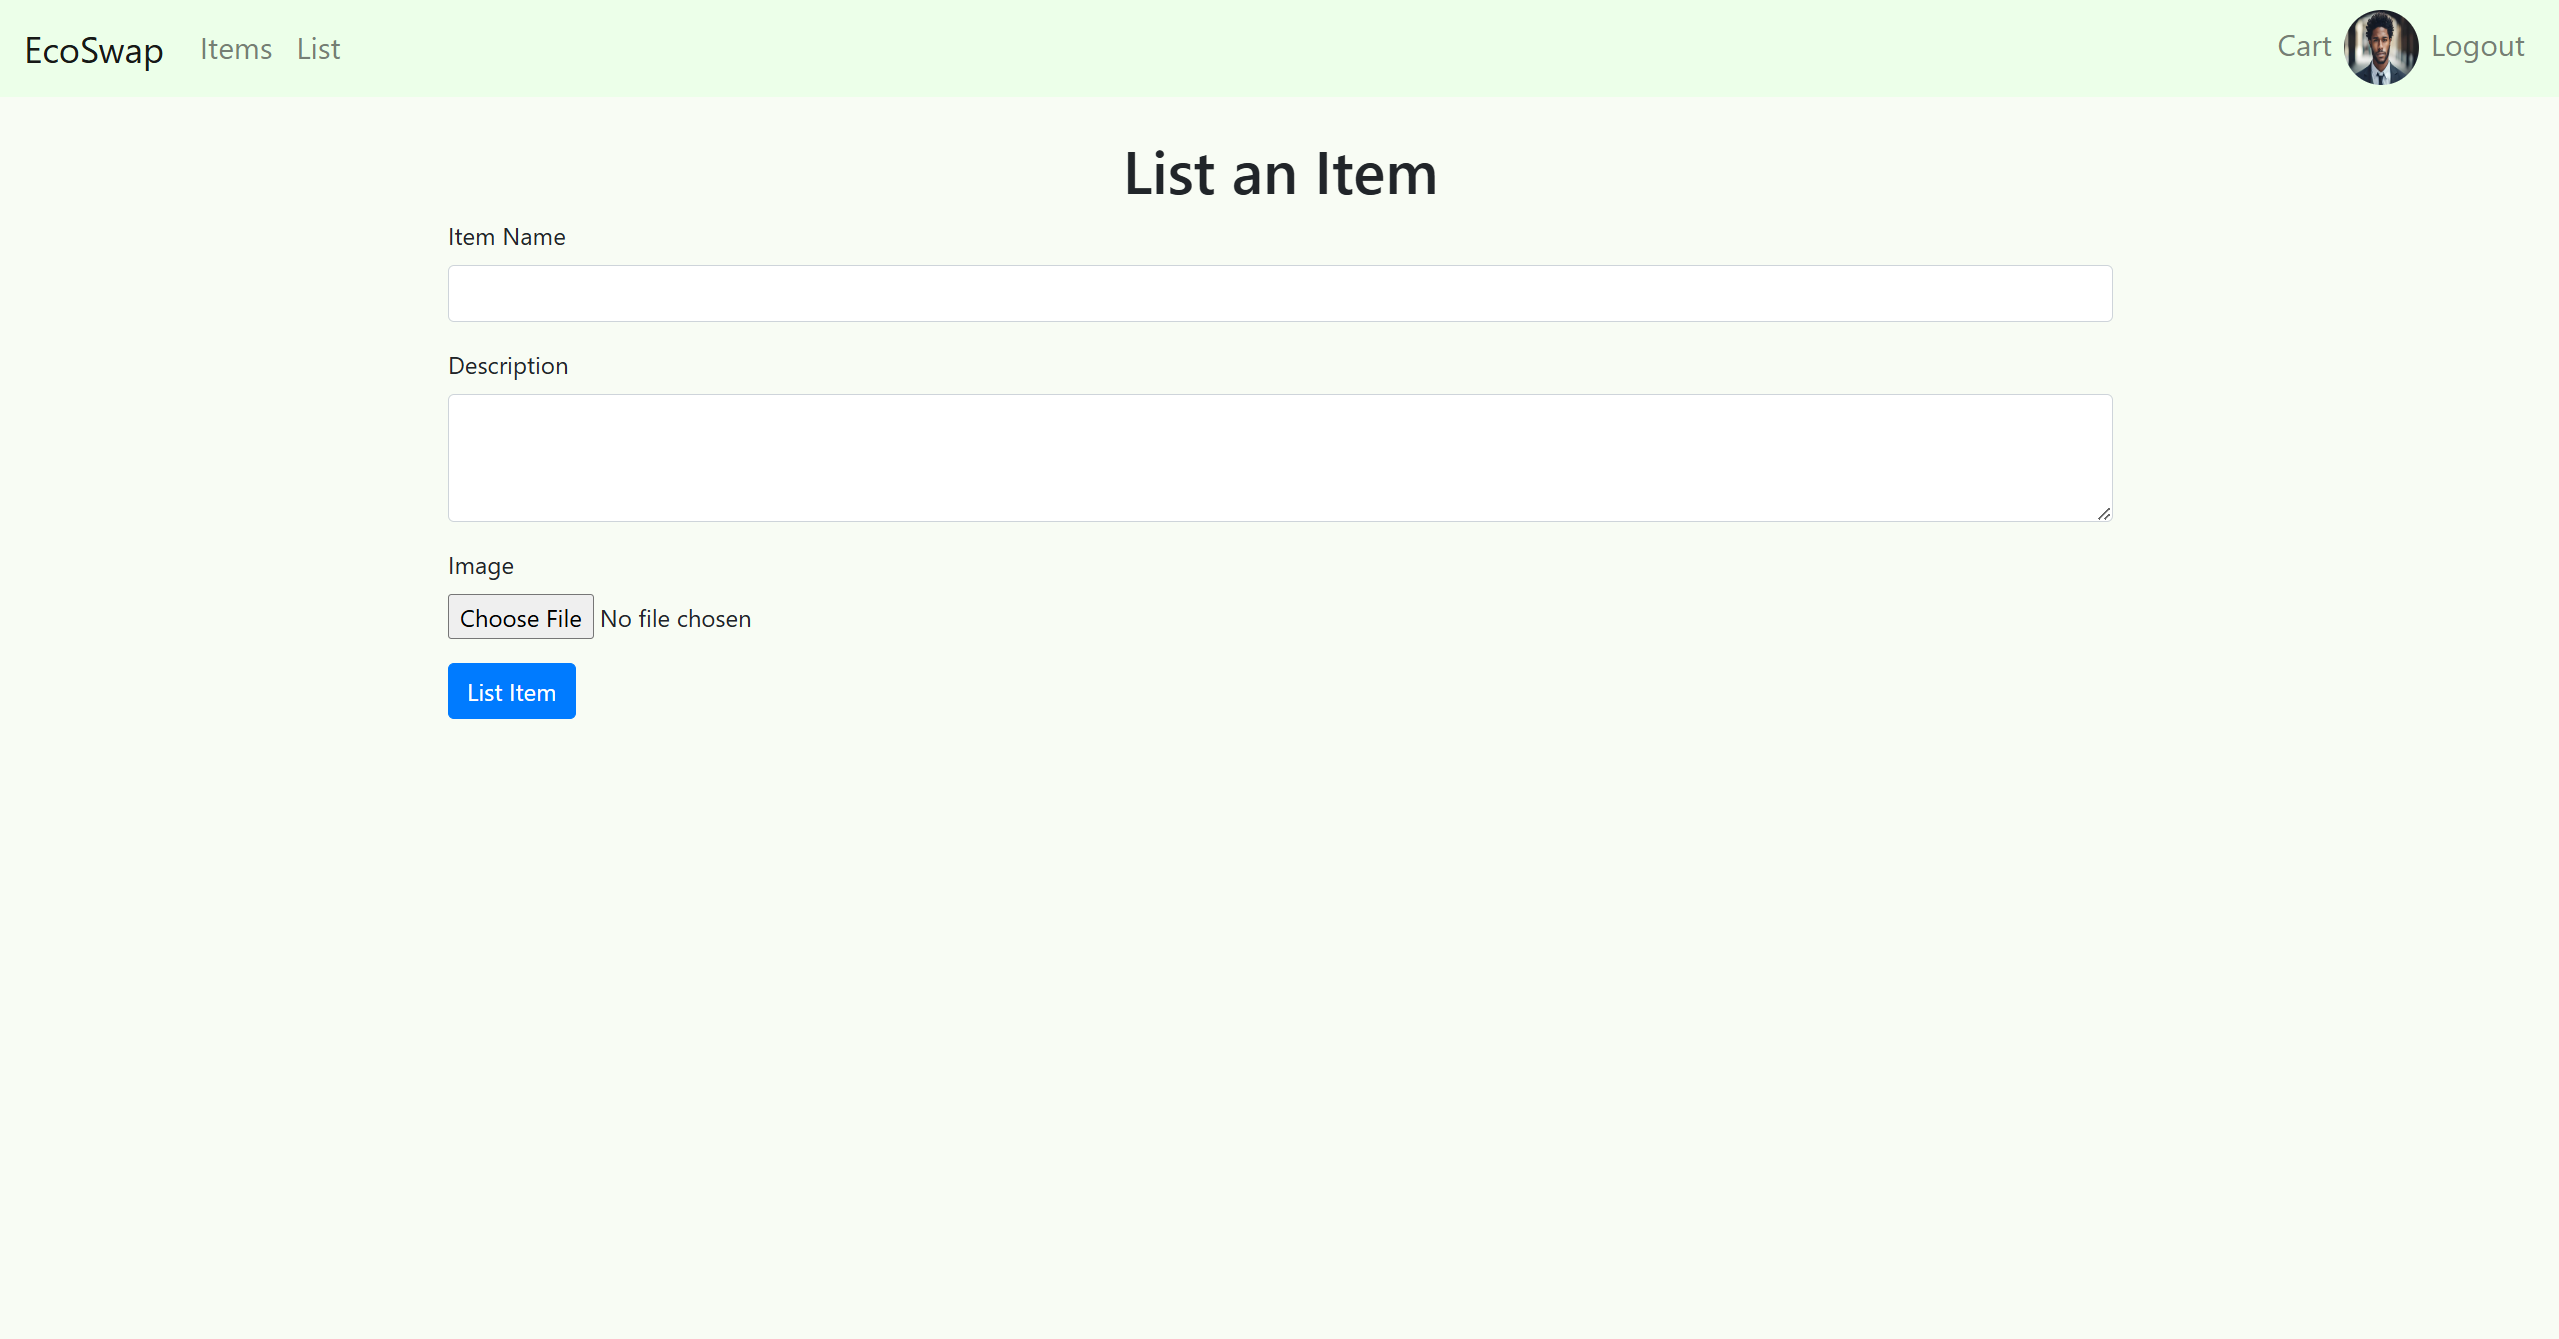 EcoSwap Items List Cart Logout
List an Item
Item Name
Description
Image
Choose File No file chosen
List Item